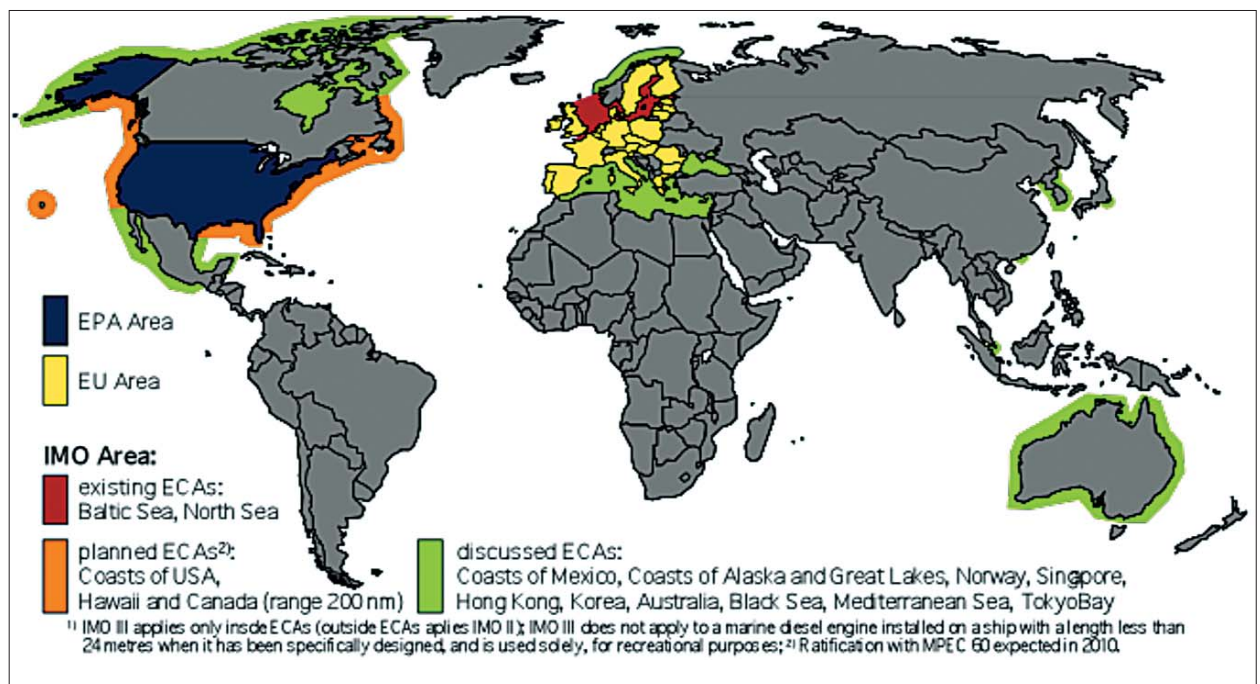 EPA Area
EU Area
IMO Area:
existing ECAs:
Baltic Sea, North Sea
planned ECAs²⁾:
Coasts of USA,
Hawaii and Canada (range 200 nm)
discussed ECAs:
Coasts of Mexico, Coasts of Alaska and Great Lakes, Norway, Singapore,
Hong Kong, Korea, Australia, Black Sea, Mediterranean Sea, TokyoBay
¹⁾ IMO III applies only insde ECAs (outside ECAs aplies IMO II); IMO III does not apply to a marine diesel engine installed on a ship with a length less than
24 metres when it has been specifically designed, and is used solely, for recreational purposes; ²⁾ Ratification with MPEC 60 expected in 2010.